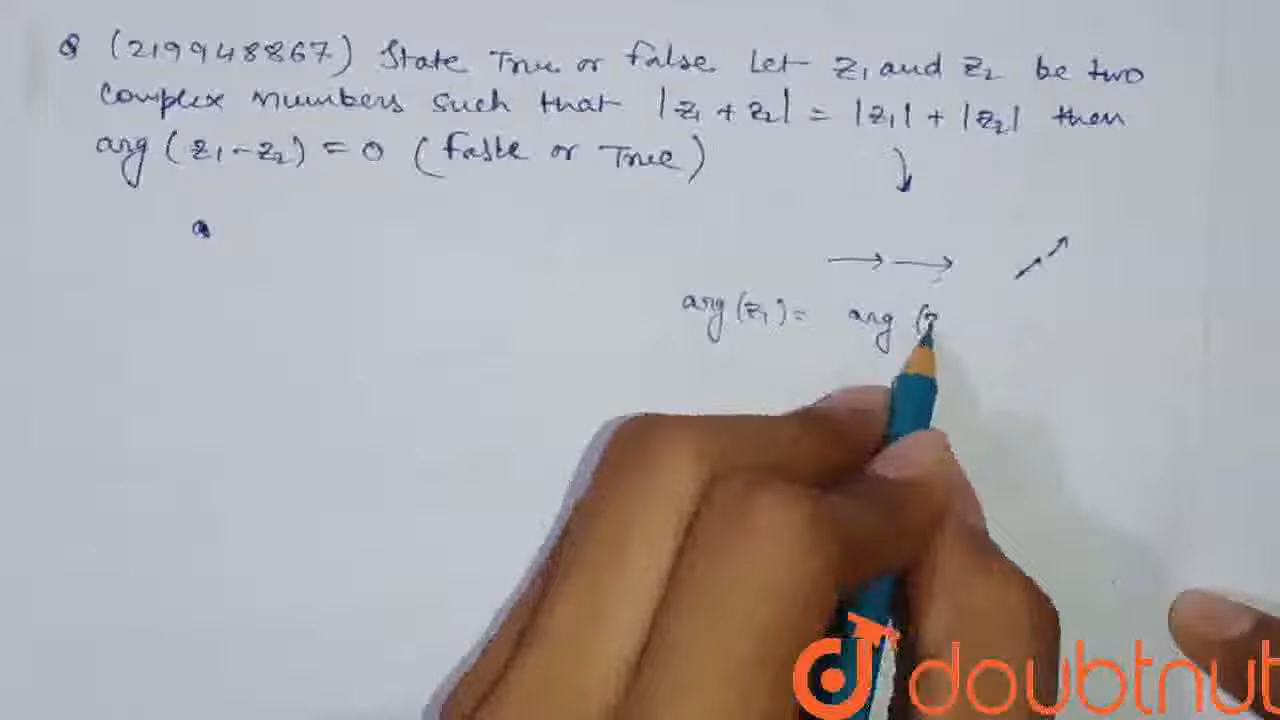 Q (219948867) State True or false Let z₁ and z₂ be two
complex numbers such that |z₁ + z₂| = |z₁| + |z₂| then
arg (z₁ - z₂) = 0 (false or True)
arg (z₁) = arg (z
doubtnut